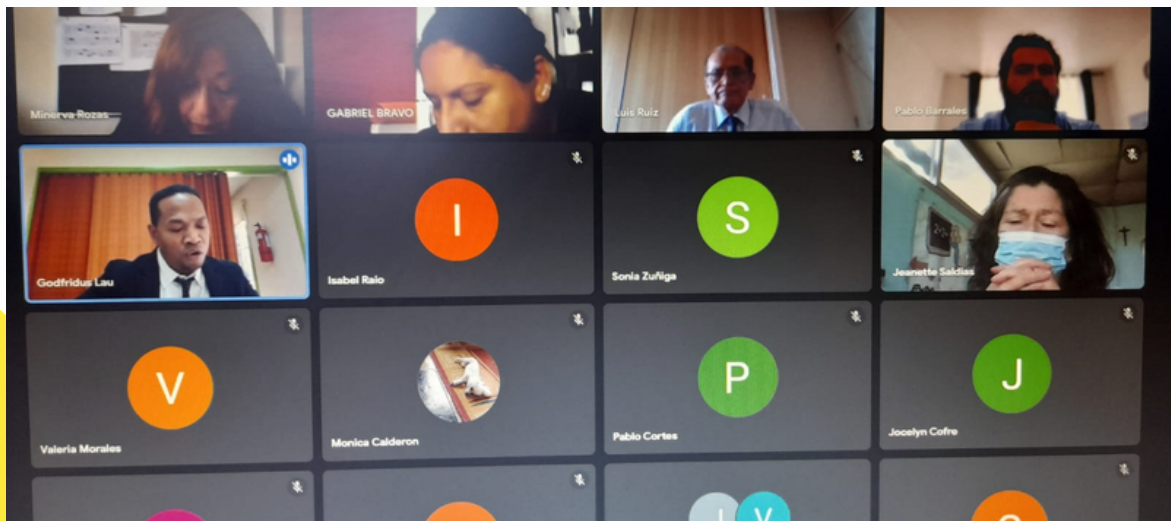 Minerva Rozas
GABRIEL BRAVO
Luis Ruiz
Pablo Barrales
Godfridus Lau
I
Isabel Raio
S
Sonia Zuñiga
Jeanette Saldias
V
Valeria Morales
Monica Calderon
P
Pablo Cortes
J
Jocelyn Cofre
V